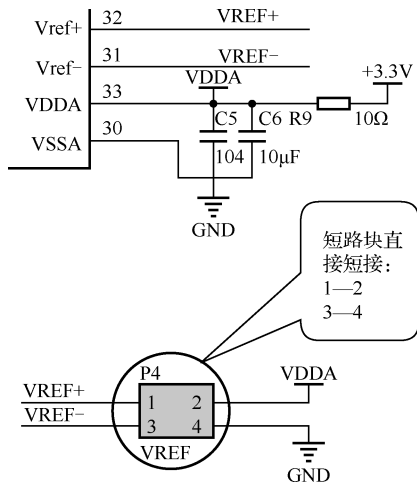 Vref+ 32 VREF+
Vref− 31 VREF−
VDDA
VDDA 33
+3.3V
C5 C6 R9 10Ω
VSSA 30
104 10μF
GND
短路块直
接短接：
1—2
3—4
P4
VREF+ 1 2 VDDA
VREF− 3 4
VREF
GND